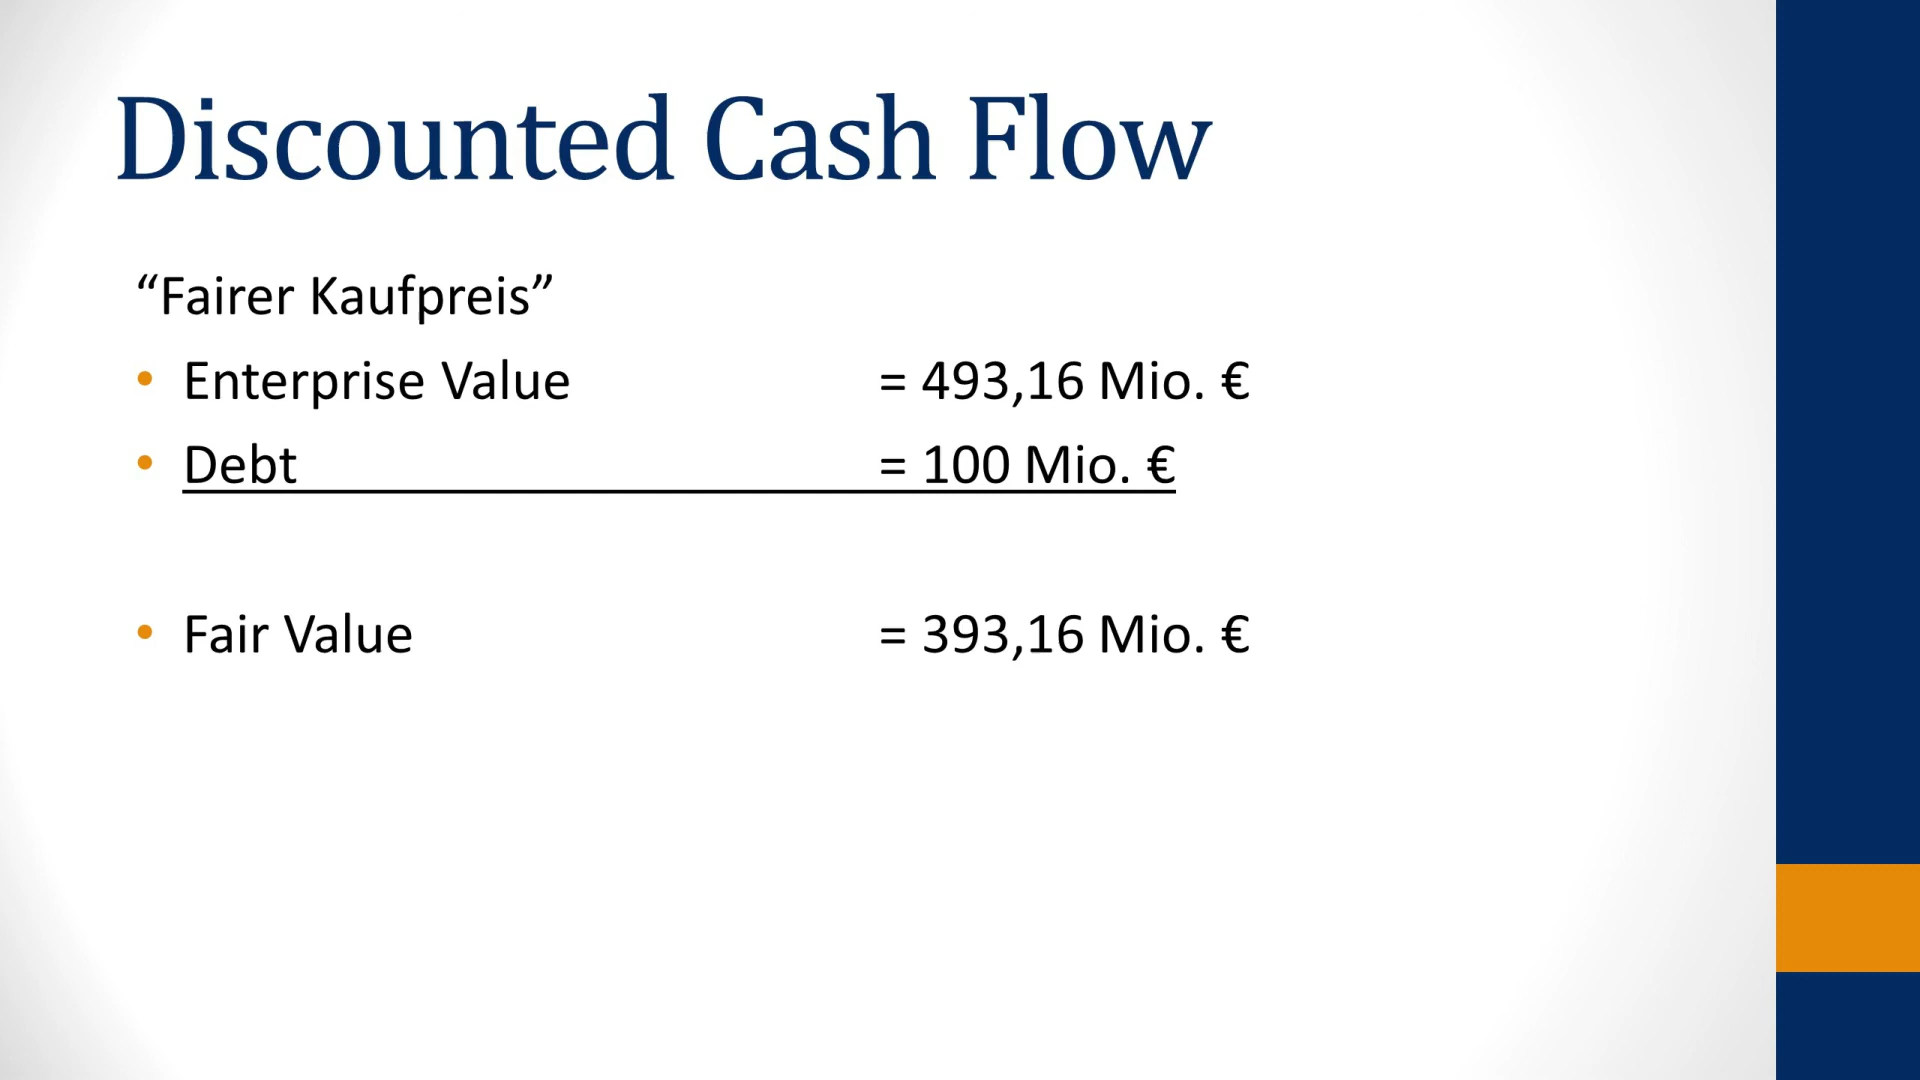 Discounted Cash Flow
“Fairer Kaufpreis”
• Enterprise Value = 493,16 Mio. €
• Debt = 100 Mio. €
• Fair Value = 393,16 Mio. €